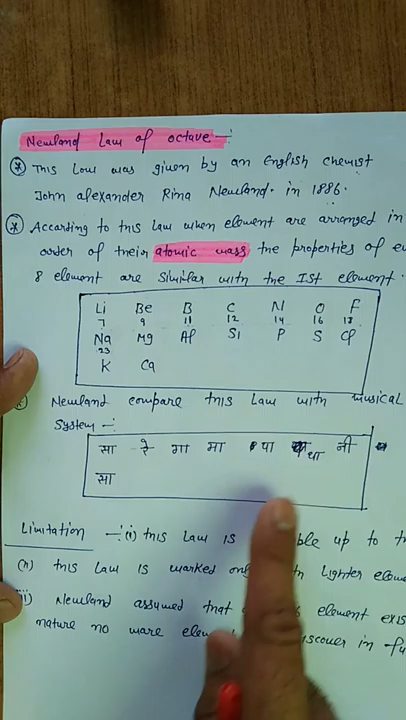 Newland Law of octave -:
This Law was given by an English chemist
John alexander Rina Newland. in 1886.
According to this Law when element are arranged in
order of their atomic mass the properties of
8 element are similar with the Ist element.
Li Be B C N O F
7 9 11 12 14 16 18
Na Mg Al Si P S Cl
23
K Ca
Newland compare this Law with musical
System -:
सा रे गा मा पा धा नी
सा
Limitation -: (i) This Law is up to
(ii) This Law is worked Lighter
Newland assumed that element
nature no more in